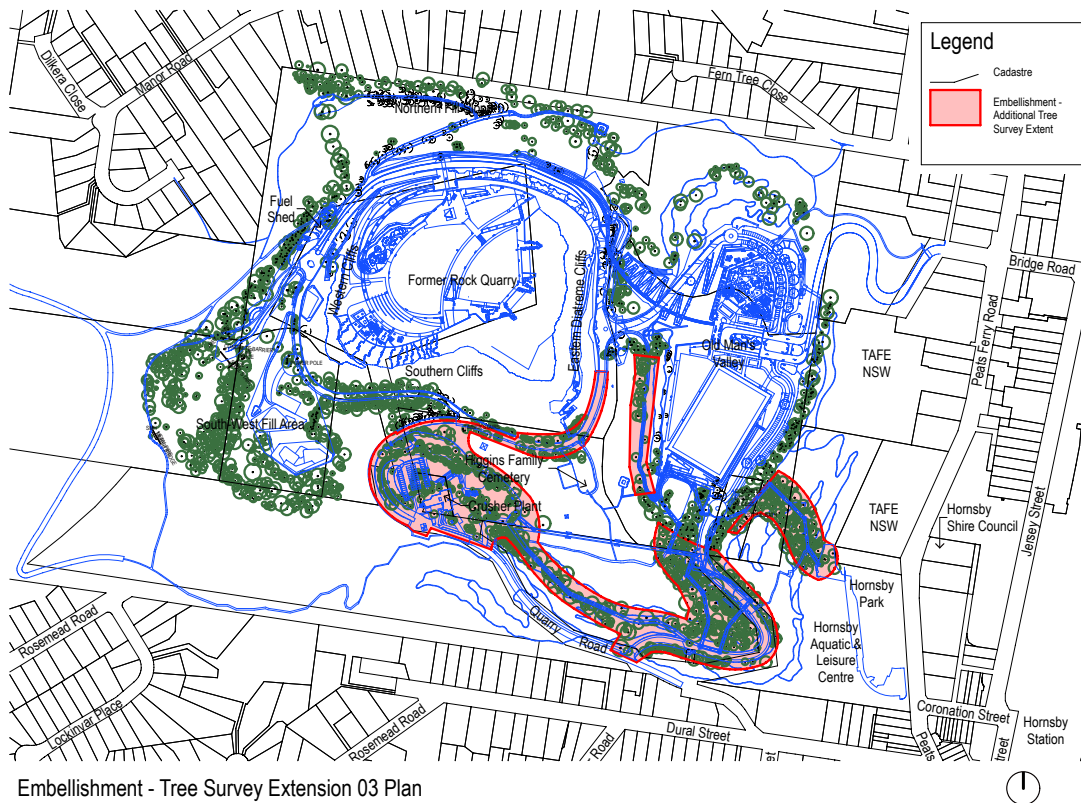 Legend
Cadastre
Embellishment -
Additional Tree
Survey Extent
Dilkera Close
Manor Road
Fern Tree Close
Northern Fill
Fuel
Shed
Western Cliffs
Former Rock Quarry
Eastern Diatreme Cliffs
Bridge Road
Peats Ferry Road
Old Man's
Valley
TAFE
NSW
Southern Cliffs
South-West Fill Area
Higgins Family
Cemetery
Crusher Plant
TAFE
NSW
Hornsby
Shire Council
Jersey Street
Hornsby
Park
Quarry Road
Hornsby
Aquatic &
Leisure
Centre
Rosemead Road
Lockinvar Place
Rosemead Road
Road
Dural Street
Coronation Street
Peats
Street
Hornsby
Station
Embellishment - Tree Survey Extension 03 Plan